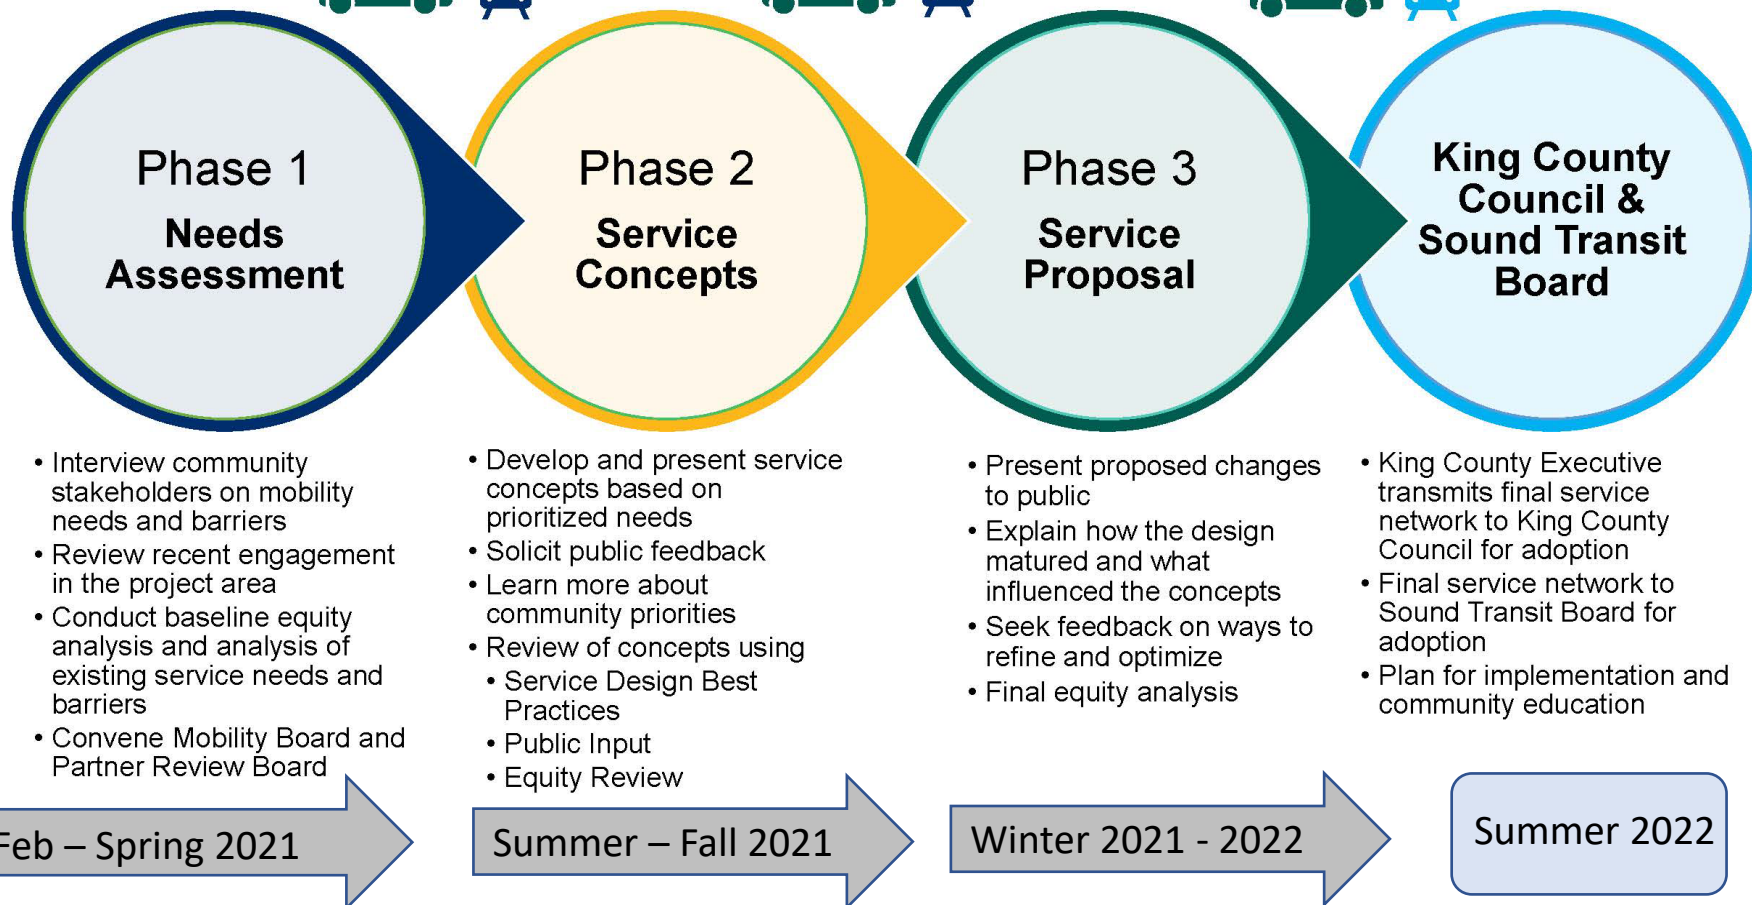 Phase 1
Needs
Assessment
Phase 2
Service
Concepts
Phase 3
Service
Proposal
King County
Council &
Sound Transit
Board
• Interview community
stakeholders on mobility
needs and barriers
• Review recent engagement
in the project area
• Conduct baseline equity
analysis and analysis of
existing service needs and
barriers
• Convene Mobility Board and
Partner Review Board
• Develop and present service
concepts based on
prioritized needs
• Solicit public feedback
• Learn more about
community priorities
• Review of concepts using
• Service Design Best
Practices
• Public Input
• Equity Review
• Present proposed changes
to public
• Explain how the design
matured and what
influenced the concepts
• Seek feedback on ways to
refine and optimize
• Final equity analysis
• King County Executive
transmits final service
network to King County
Council for adoption
• Final service network to
Sound Transit Board for
adoption
• Plan for implementation and
community education
Feb – Spring 2021
Summer – Fall 2021
Winter 2021 - 2022
Summer 2022